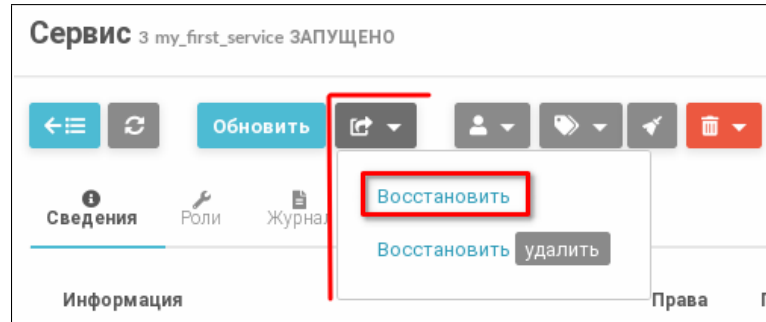 Сервис 3 my_first_service ЗАПУЩЕНО
Обновить
Восстановить
Сведения Роли Журнал
Восстановить удалить
Информация Права